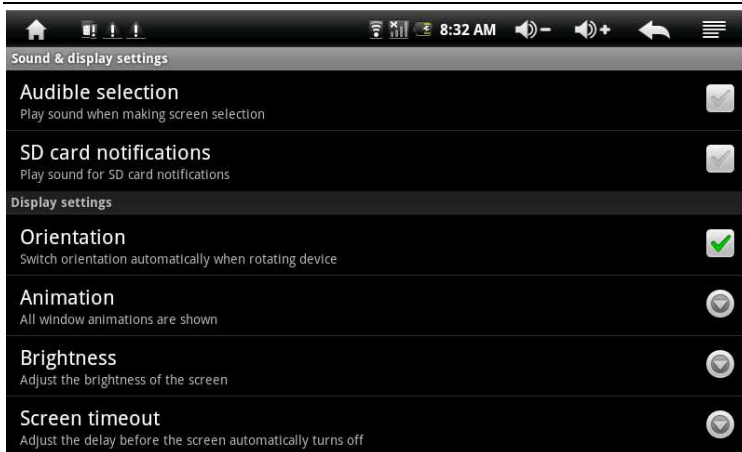 8:32 AM
Sound & display settings
Audible selection
Play sound when making screen selection
SD card notifications
Play sound for SD card notifications
Display settings
Orientation
Switch orientation automatically when rotating device
Animation
All window animations are shown
Brightness
Adjust the brightness of the screen
Screen timeout
Adjust the delay before the screen automatically turns off